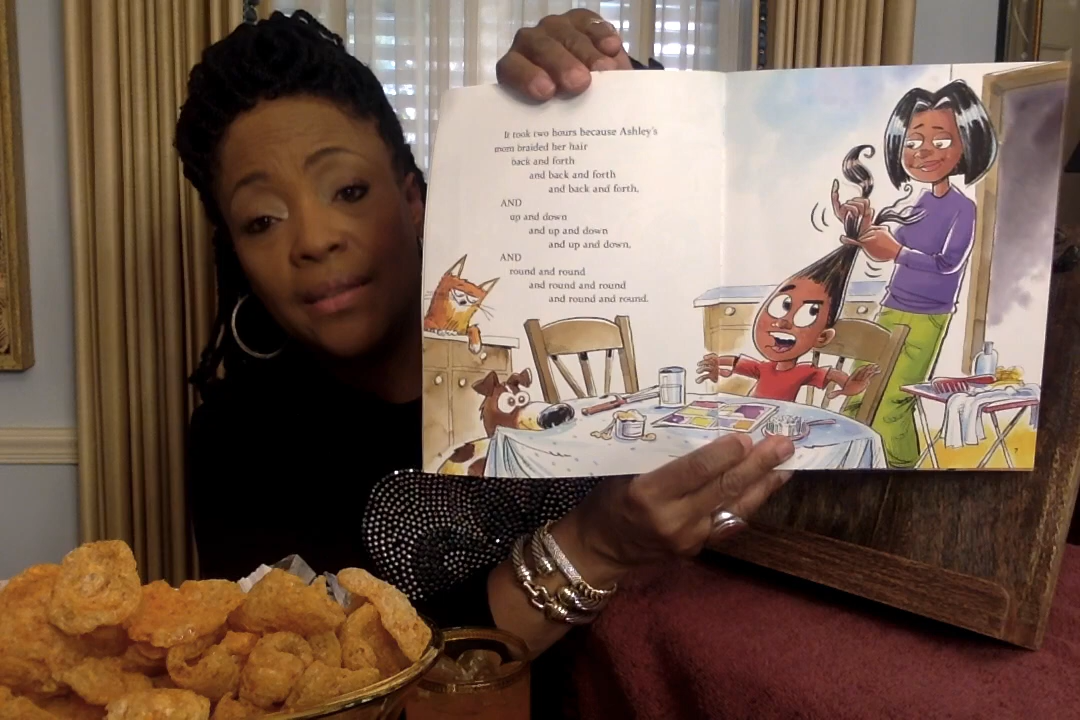 It took two hours because Ashley's
mom braided her hair
back and forth
and back and forth
and back and forth,
AND
up and down
and up and down
and up and down,
AND
round and round
and round and round
and round and round.
7